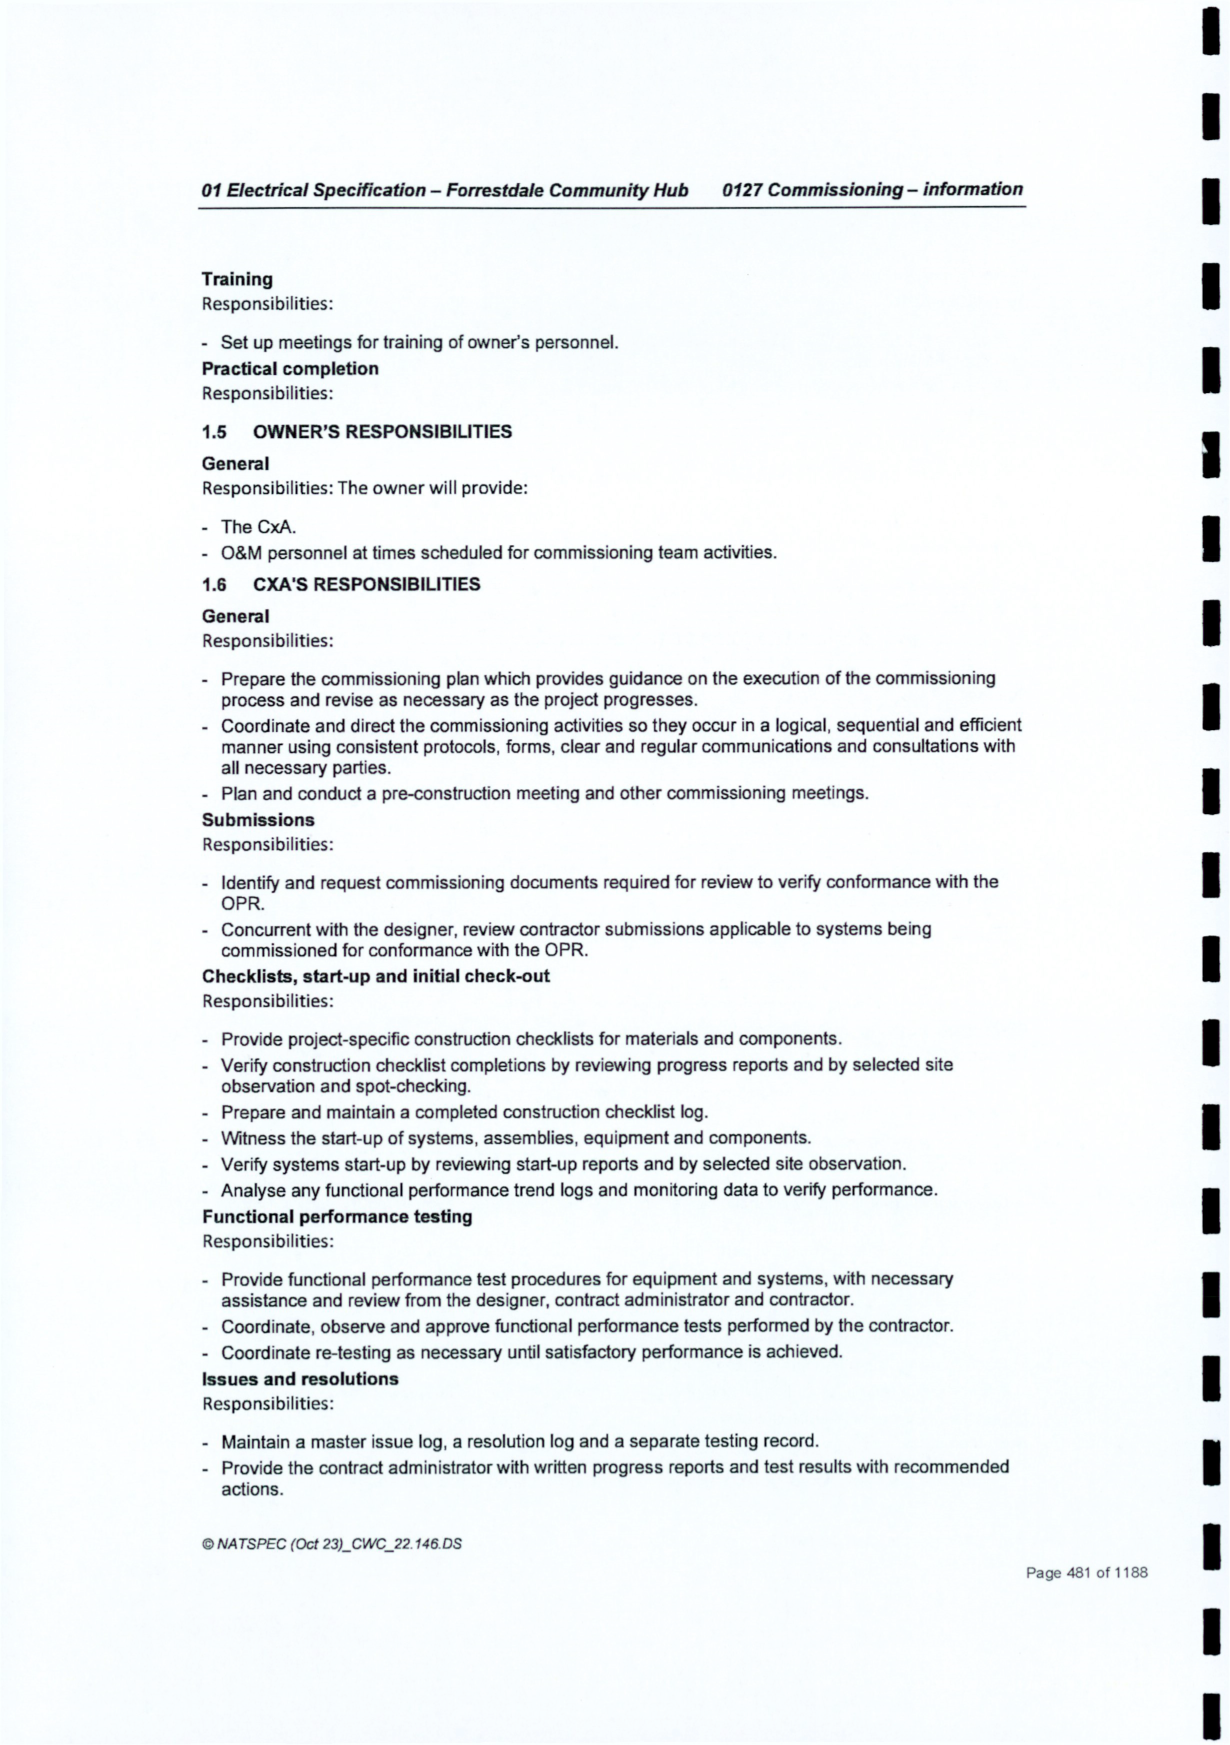 01 Electrical Specification – Forrestdale Community Hub 0127 Commissioning – information
Training
Responsibilities:
- Set up meetings for training of owner's personnel.
Practical completion
Responsibilities:
1.5 OWNER'S RESPONSIBILITIES
General
Responsibilities: The owner will provide:
- The CxA.
- O&M personnel at times scheduled for commissioning team activities.
1.6 CXA'S RESPONSIBILITIES
General
Responsibilities:
- Prepare the commissioning plan which provides guidance on the execution of the commissioning
process and revise as necessary as the project progresses.
- Coordinate and direct the commissioning activities so they occur in a logical, sequential and efficient
manner using consistent protocols, forms, clear and regular communications and consultations with
all necessary parties.
- Plan and conduct a pre-construction meeting and other commissioning meetings.
Submissions
Responsibilities:
- Identify and request commissioning documents required for review to verify conformance with the
OPR.
- Concurrent with the designer, review contractor submissions applicable to systems being
commissioned for conformance with the OPR.
Checklists, start-up and initial check-out
Responsibilities:
- Provide project-specific construction checklists for materials and components.
- Verify construction checklist completions by reviewing progress reports and by selected site
observation and spot-checking.
- Prepare and maintain a completed construction checklist log.
- Witness the start-up of systems, assemblies, equipment and components.
- Verify systems start-up by reviewing start-up reports and by selected site observation.
- Analyse any functional performance trend logs and monitoring data to verify performance.
Functional performance testing
Responsibilities:
- Provide functional performance test procedures for equipment and systems, with necessary
assistance and review from the designer, contract administrator and contractor.
- Coordinate, observe and approve functional performance tests performed by the contractor.
- Coordinate re-testing as necessary until satisfactory performance is achieved.
Issues and resolutions
Responsibilities:
- Maintain a master issue log, a resolution log and a separate testing record.
- Provide the contract administrator with written progress reports and test results with recommended
actions.
© NATSPEC (Oct 23)_CWC_22.146.DS
Page 481 of 1188